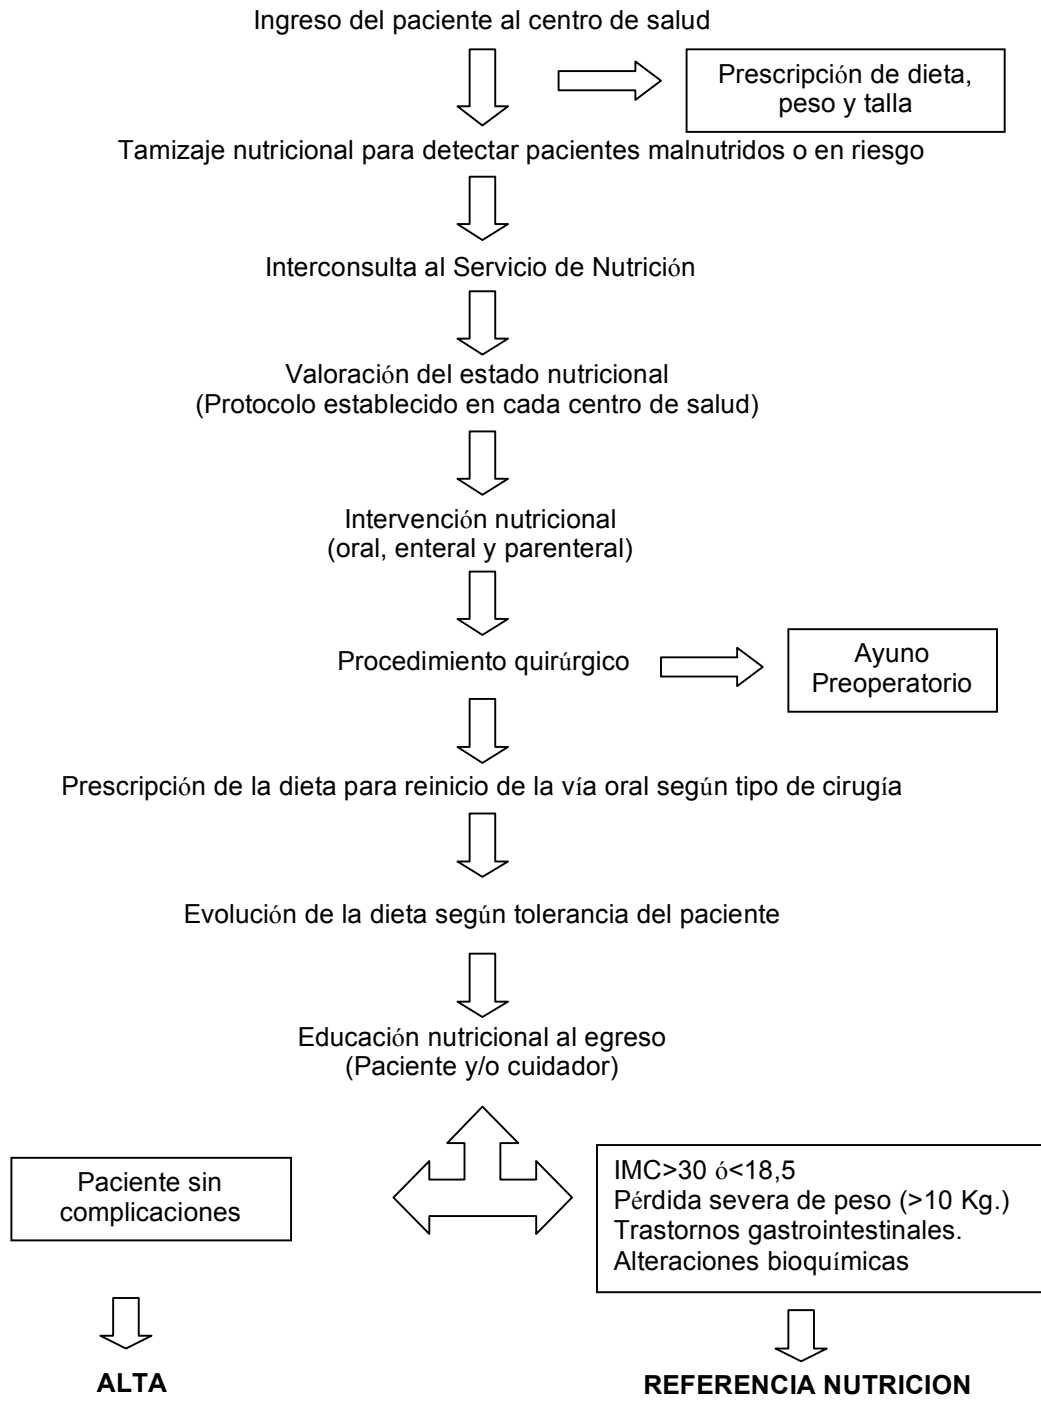 Ingreso del paciente al centro de salud
Prescripción de dieta,
peso y talla
Tamizaje nutricional para detectar pacientes malnutridos o en riesgo
Interconsulta al Servicio de Nutrición
Valoración del estado nutricional
(Protocolo establecido en cada centro de salud)
Intervención nutricional
(oral, enteral y parenteral)
Procedimiento quirúrgico
Ayuno
Preoperatorio
Prescripción de la dieta para reinicio de la vía oral según tipo de cirugía
Evolución de la dieta según tolerancia del paciente
Educación nutricional al egreso
(Paciente y/o cuidador)
Paciente sin
complicaciones
IMC>30 ó<18,5
Pérdida severa de peso (>10 Kg.)
Trastornos gastrointestinales.
Alteraciones bioquímicas
ALTA
REFERENCIA NUTRICION